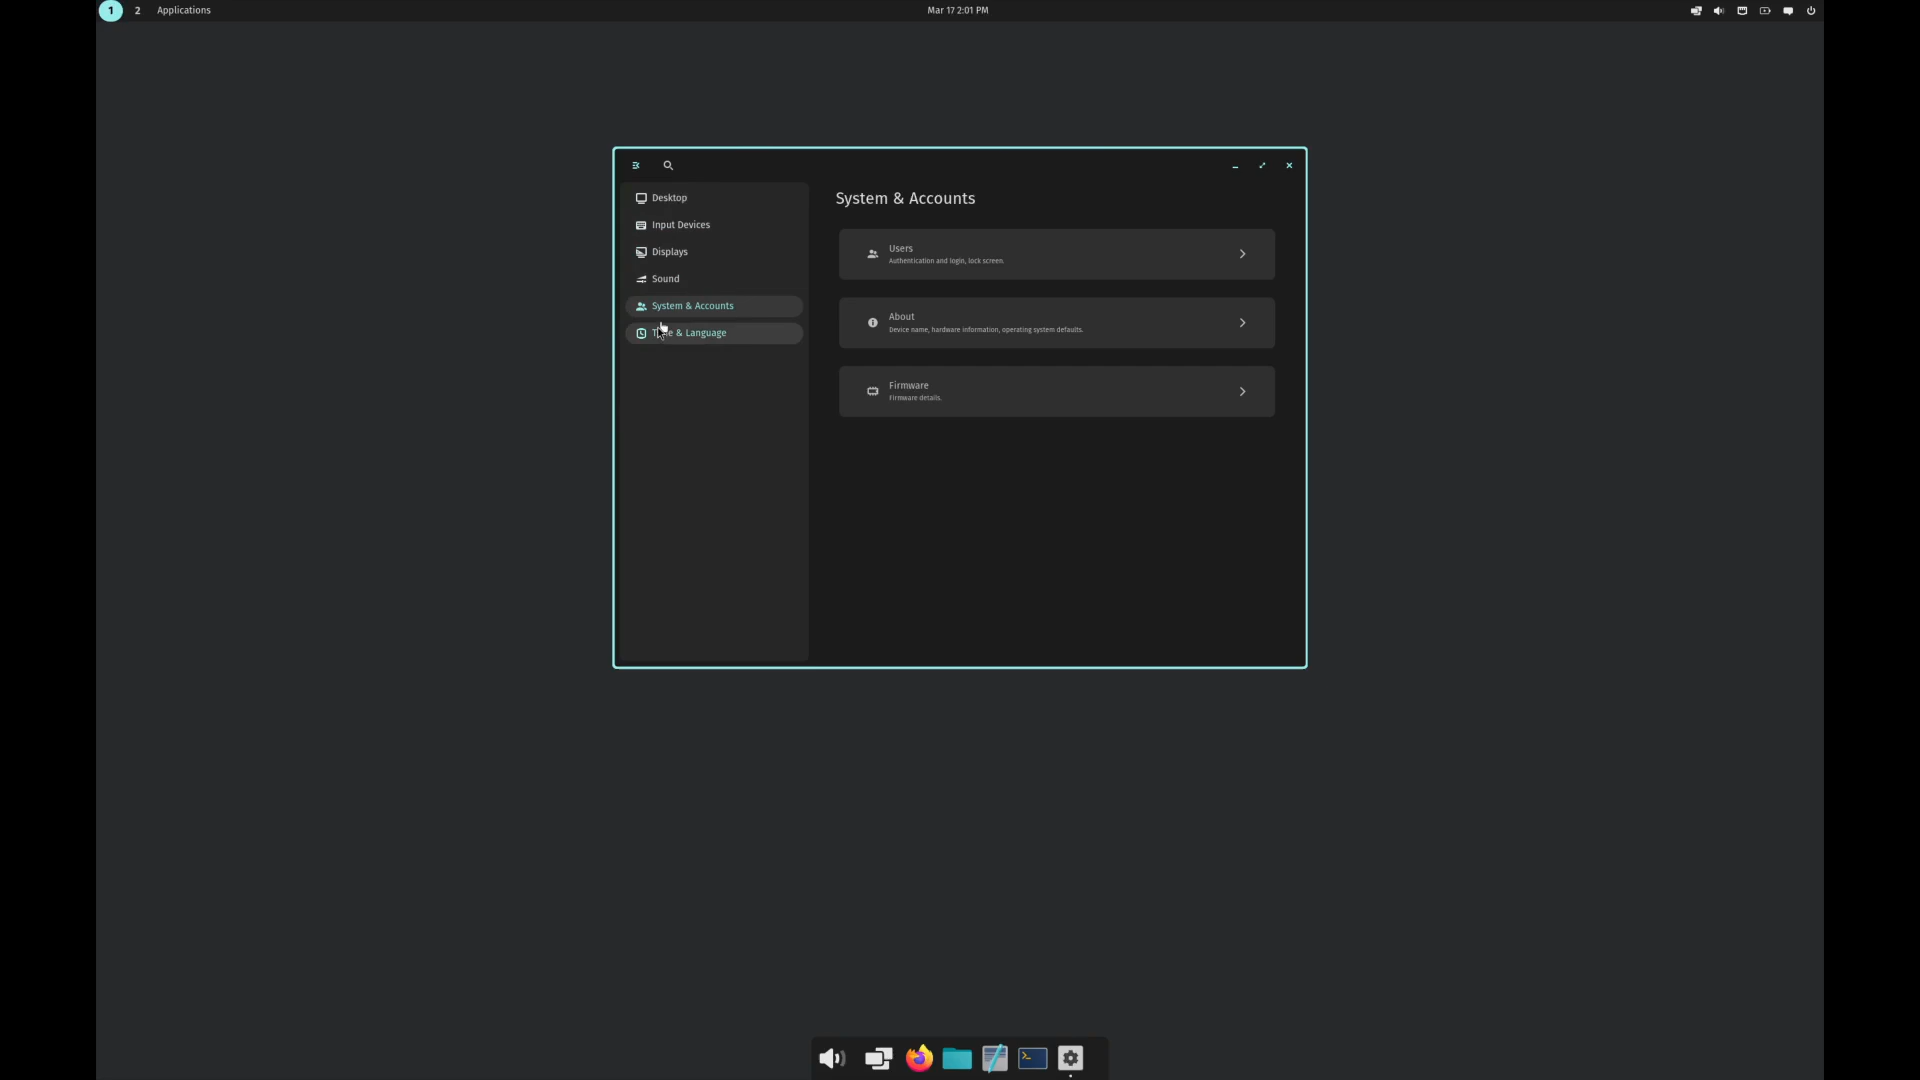 1 2 Applications Mar 17 2:01 PM
Desktop
Input Devices
Displays
Sound
System & Accounts
& Language
System & Accounts
Users
Authentication and login, lock screen.
About
Device name, hardware information, operating system defaults.
Firmware
Firmware details.